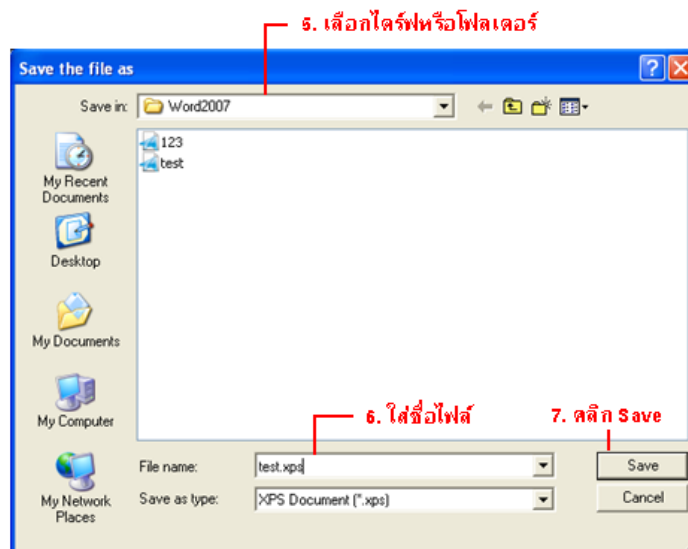 5. เลือกไดร์ฟหรือโฟลเดอร์
Save the file as
Save in: Word2007
123
test
My Recent
Documents
Desktop
My Documents
My Computer
My Network
Places
6. ใส่ชื่อไฟล์
7. คลิก Save
File name: test.xps Save
Save as type: XPS Document (*.xps) Cancel